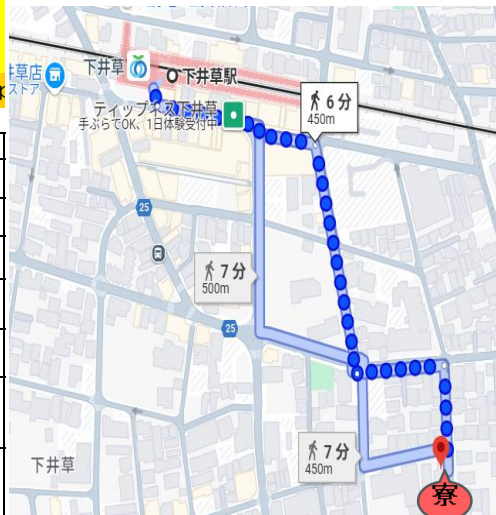 下井草
下井草駅
井草店
ストア
ティップネス下井草
手ぶらでOK、1日体験受付中
6 分
450m
25
7 分
500m
25
7 分
450m
下井草
寮